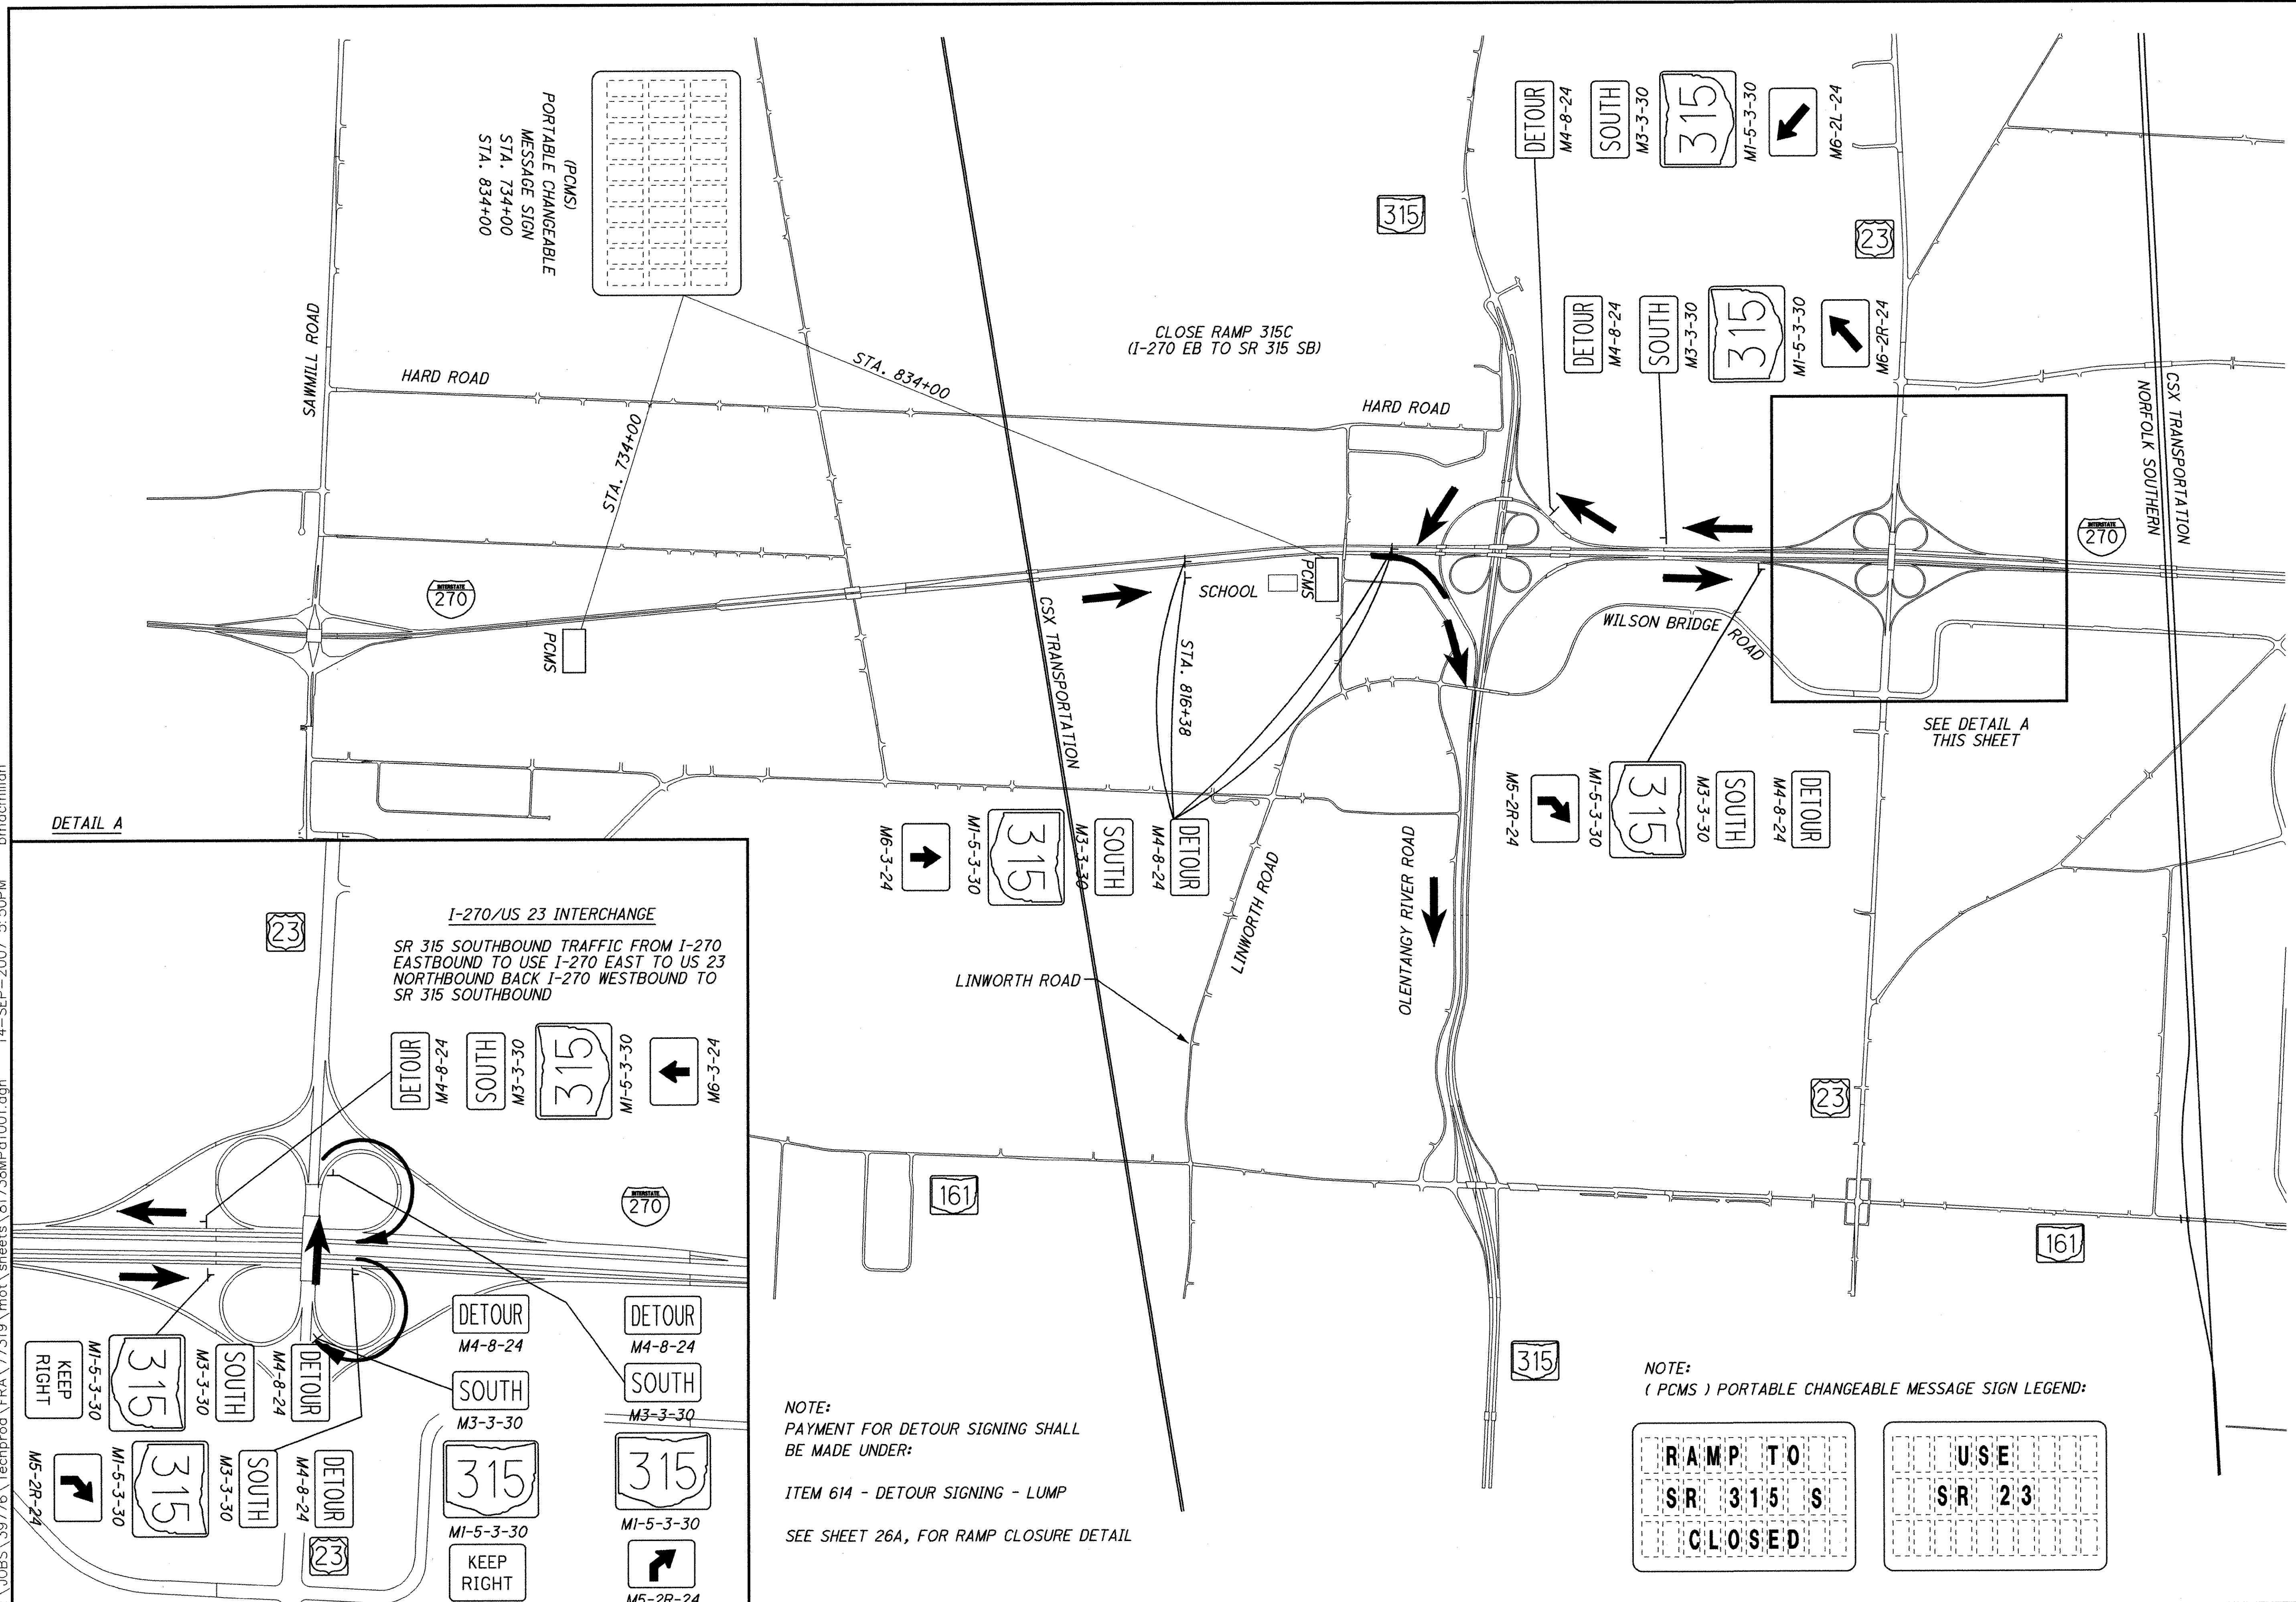 DETOUR
M4-8-24
SOUTH
M3-3-30
315
M1-5-3-30
M6-2L-24
(PCMS)
PORTABLE CHANGEABLE
MESSAGE SIGN
STA. 734+00
STA. 834+00
315
23
DETOUR
M4-8-24
SOUTH
M3-3-30
315
M1-5-3-30
M6-2R-24
SAWMILL ROAD
HARD ROAD
STA. 734+00
STA. 834+00
CLOSE RAMP 315C
(I-270 EB TO SR 315 SB)
HARD ROAD
CSX TRANSPORTATION
NORFOLK SOUTHERN
INTERSTATE
270
INTERSTATE
270
PCMS
CSX TRANSPORTATION
SCHOOL
PCMS
STA. 816+38
WILSON BRIDGE ROAD
SEE DETAIL A
THIS SHEET
M5-2R-24
M1-5-3-30
315
M3-3-30
SOUTH
M4-8-24
DETOUR
M6-3-24
M1-5-3-30
315
M3-3-30
SOUTH
M4-8-24
DETOUR
LINWORTH ROAD
OLENTANGY RIVER ROAD
LINWORTH ROAD
23
161
161
315
DETAIL A
I-270/US 23 INTERCHANGE
SR 315 SOUTHBOUND TRAFFIC FROM I-270
EASTBOUND TO USE I-270 EAST TO US 23
NORTHBOUND BACK I-270 WESTBOUND TO
SR 315 SOUTHBOUND
23
DETOUR
M4-8-24
SOUTH
M3-3-30
315
M1-5-3-30
M6-3-24
INTERSTATE
270
KEEP
RIGHT
M1-5-3-30
315
M3-3-30
SOUTH
M4-8-24
DETOUR
M5-2R-24
M1-5-3-30
315
M3-3-30
SOUTH
M4-8-24
DETOUR
23
DETOUR
M4-8-24
SOUTH
M3-3-30
315
M1-5-3-30
KEEP
RIGHT
DETOUR
M4-8-24
SOUTH
M3-3-30
315
M1-5-3-30
M5-2R-24
NOTE:
PAYMENT FOR DETOUR SIGNING SHALL
BE MADE UNDER:
ITEM 614 - DETOUR SIGNING - LUMP
SEE SHEET 26A, FOR RAMP CLOSURE DETAIL
NOTE:
( PCMS ) PORTABLE CHANGEABLE MESSAGE SIGN LEGEND:
RAMP TO
SR 315 S
CLOSED
USE
SR 23
14-SEP-2007 5:50PM